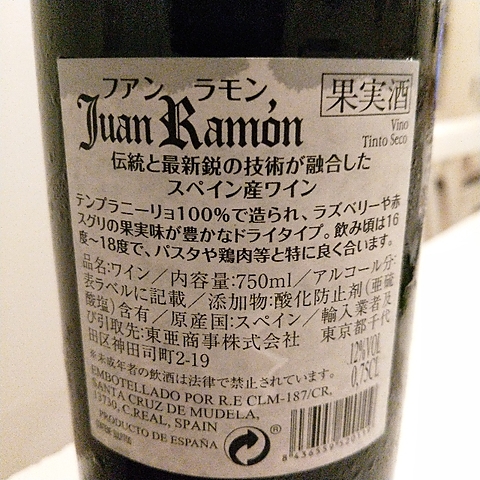 フアン ラモン
果実酒
Juan Ramón
Vino
Tinto Seco
伝統と最新鋭の技術が融合した
スペイン産ワイン
テンプラニーリョ100%で造られ、ラズベリーや赤
スグリの果実味が豊かなドライタイプ。飲み頃は16
度〜18度で、パスタや鶏肉等と特に良く合います。
品名:ワイン/内容量:750ml/アルコール分:
表ラベルに記載/添加物:酸化防止剤(亜硫
酸塩)含有/原産国:スペイン/輸入業者及
び引取先:東亜商事株式会社 東京都千代
田区神田司町2-19
12%VOL
0,75CL
※未成年者の飲酒は法律で禁止されています。
EMBOTELLADO POR R.E CLM-187/CR,
SANTA CRUZ DE MUDELA,
13730, C.REAL, SPAIN
PRODUCTO DE ESPAÑA